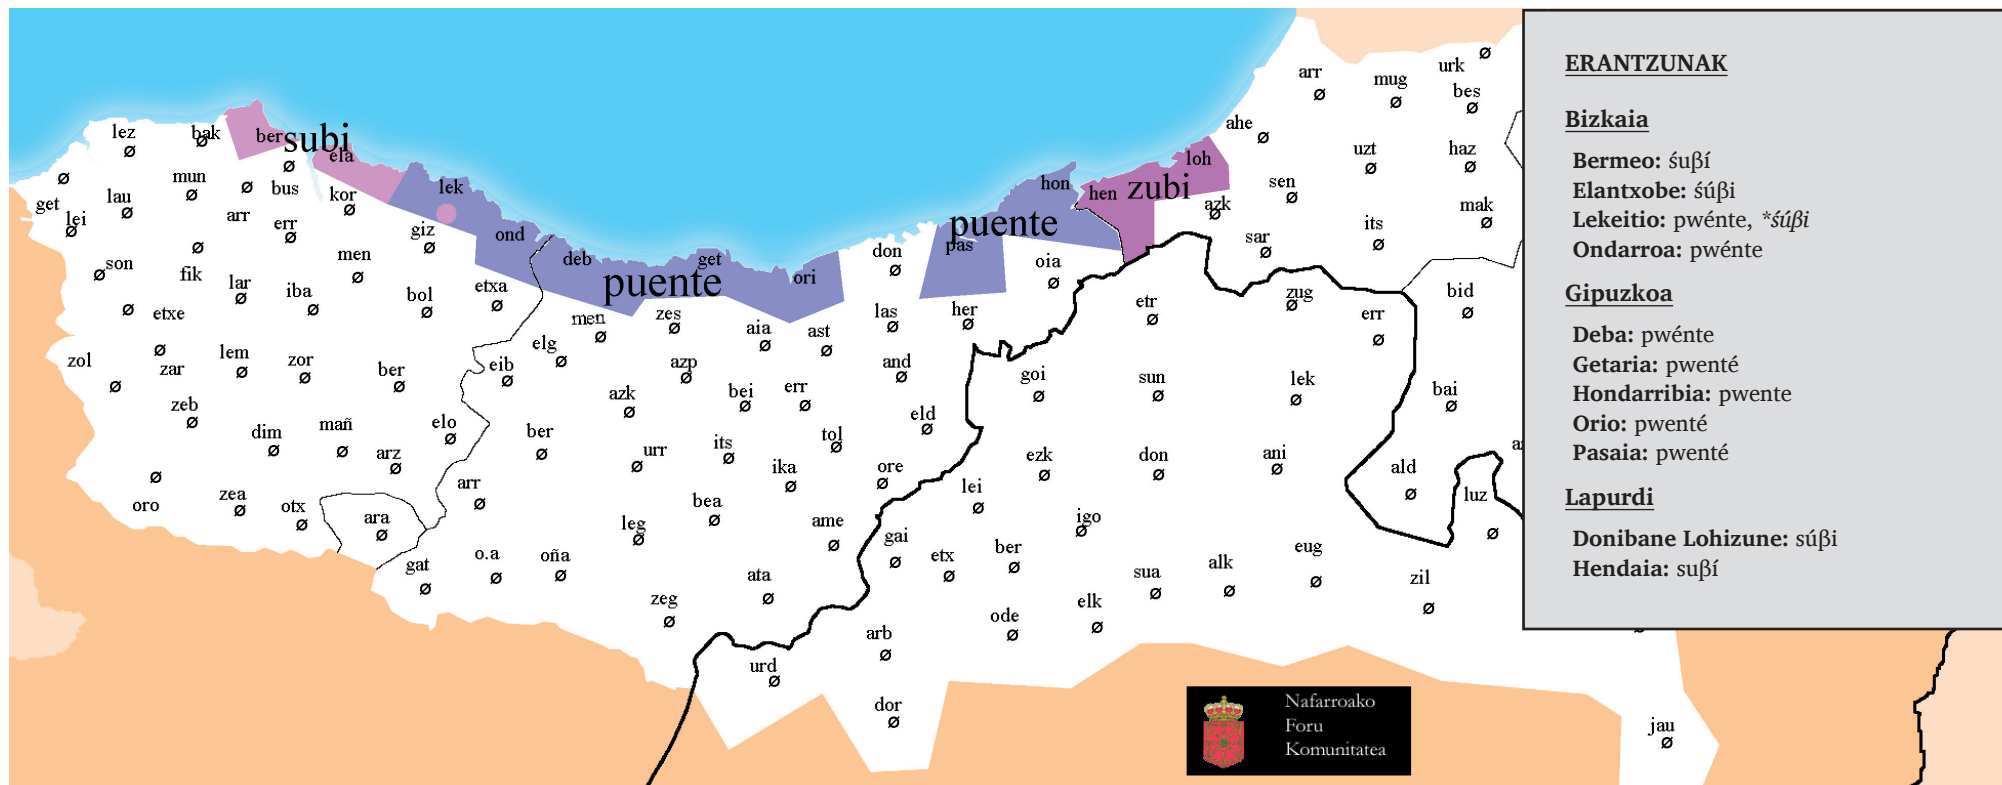 lez
bak
ber
subi
ela
get
lei
lau
mun
arr
bus
kor
err
giz
lek
ond
son
fik
lar
iba
men
bol
etxa
etxe
zol
zar
lem
zor
ber
zeb
dim
mañ
arz
elo
oro
zea
otx
ara
gat
deb
get
ori
puente
don
pas
puente
hon
hen
zubi
loh
oia
men
zes
aia
ast
las
her
elg
eib
azk
azp
bei
err
and
eld
ber
urr
its
tol
ika
ore
arr
leg
bea
ame
o.a
oña
zeg
ata
arr
mug
urk
bes
ahe
uzt
haz
sen
azk
its
mak
sar
etr
zug
err
bid
goi
sun
lek
bai
ezk
don
ani
ald
luz
lei
igo
gai
etx
ber
sua
alk
eug
zil
ode
elk
arb
urd
dor
jau
Nafarroako
Foru
Komunitatea
ERANTZUNAK
Bizkaia
Bermeo: śuβí
Elantxobe: śúβi
Lekeitio: pwénte, *śúβi
Ondarroa: pwénte
Gipuzkoa
Deba: pwénte
Getaria: pwenté
Hondarribia: pwente
Orio: pwenté
Pasaia: pwenté
Lapurdi
Donibane Lohizune: súβi
Hendaia: suβí